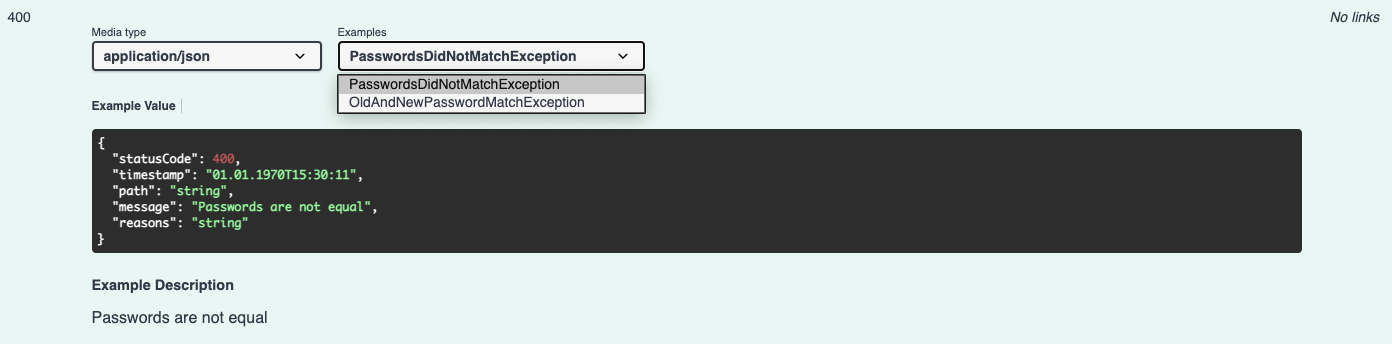 400
No links
Media type
Examples
application/json
PasswordsDidNotMatchException
PasswordsDidNotMatchException
OldAndNewPasswordMatchException
Example Value
{
"statusCode": 400,
"timestamp": "01.01.1970T15:30:11",
"path": "string",
"message": "Passwords are not equal",
"reasons": "string"
}
Example Description
Passwords are not equal